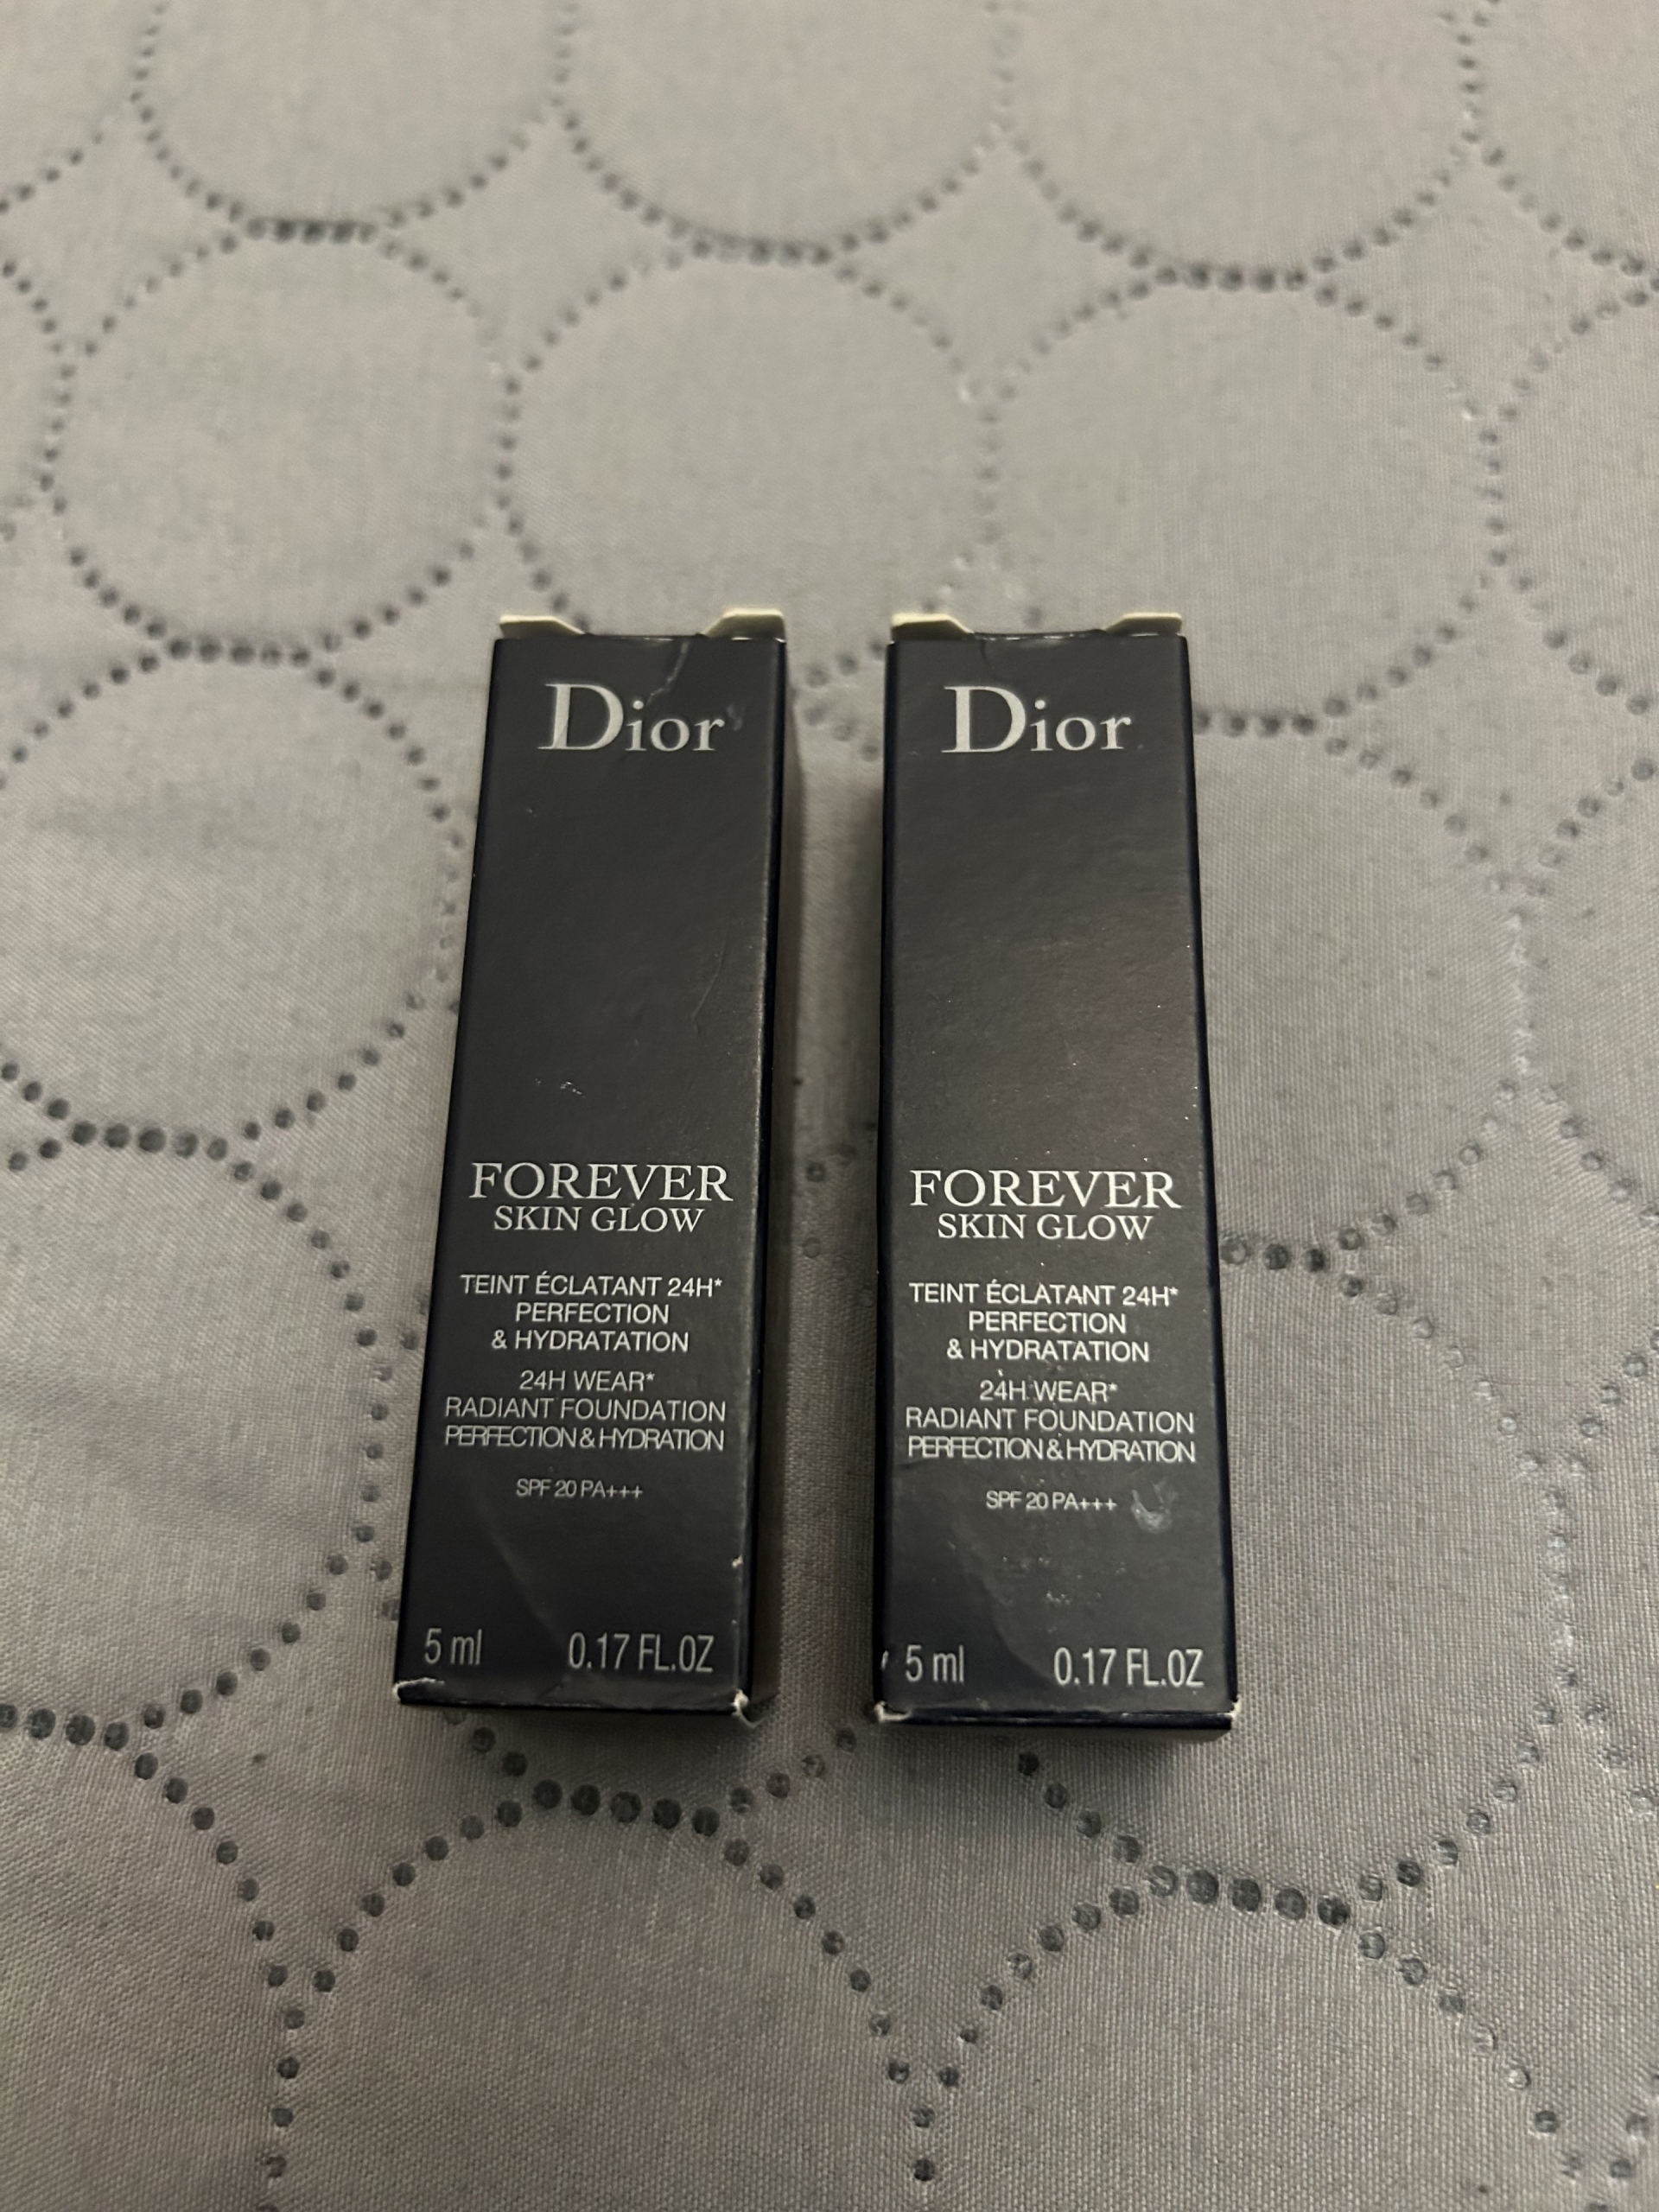 Dior
FOREVER
SKIN GLOW
TEINT ÉCLATANT 24H*
PERFECTION
& HYDRATATION
24H WEAR*
RADIANT FOUNDATION
PERFECTION & HYDRATION
SPF 20 PA+++
5 ml 0.17 FL.OZ
Dior
FOREVER
SKIN GLOW
TEINT ÉCLATANT 24H*
PERFECTION
& HYDRATATION
24H WEAR*
RADIANT FOUNDATION
PERFECTION & HYDRATION
SPF 20 PA+++
5 ml 0.17 FL.OZ